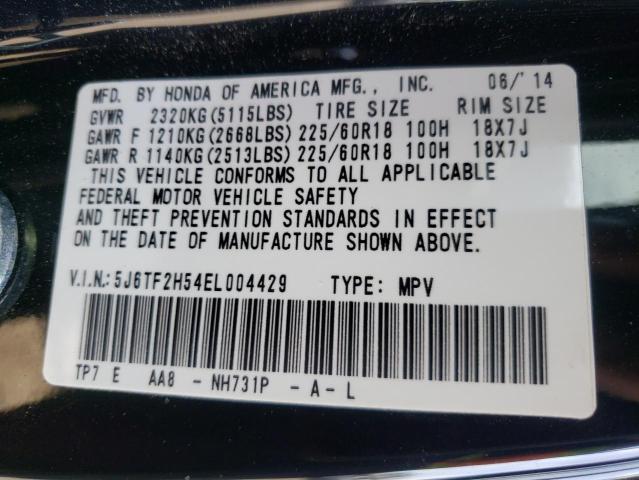 MFD. BY HONDA OF AMERICA MFG., INC. 06/'14
GVWR 2320KG(5115LBS) TIRE SIZE RIM SIZE
GAWR F 1210KG(2668LBS) 225/60R18 100H 18X7J
GAWR R 1140KG(2513LBS) 225/60R18 100H 18X7J
THIS VEHICLE CONFORMS TO ALL APPLICABLE
FEDERAL MOTOR VEHICLE SAFETY
AND THEFT PREVENTION STANDARDS IN EFFECT
ON THE DATE OF MANUFACTURE SHOWN ABOVE.
V.I.N.:5J6TF2H54EL004429 TYPE: MPV
TP7 E AA8 - NH731P - A- L